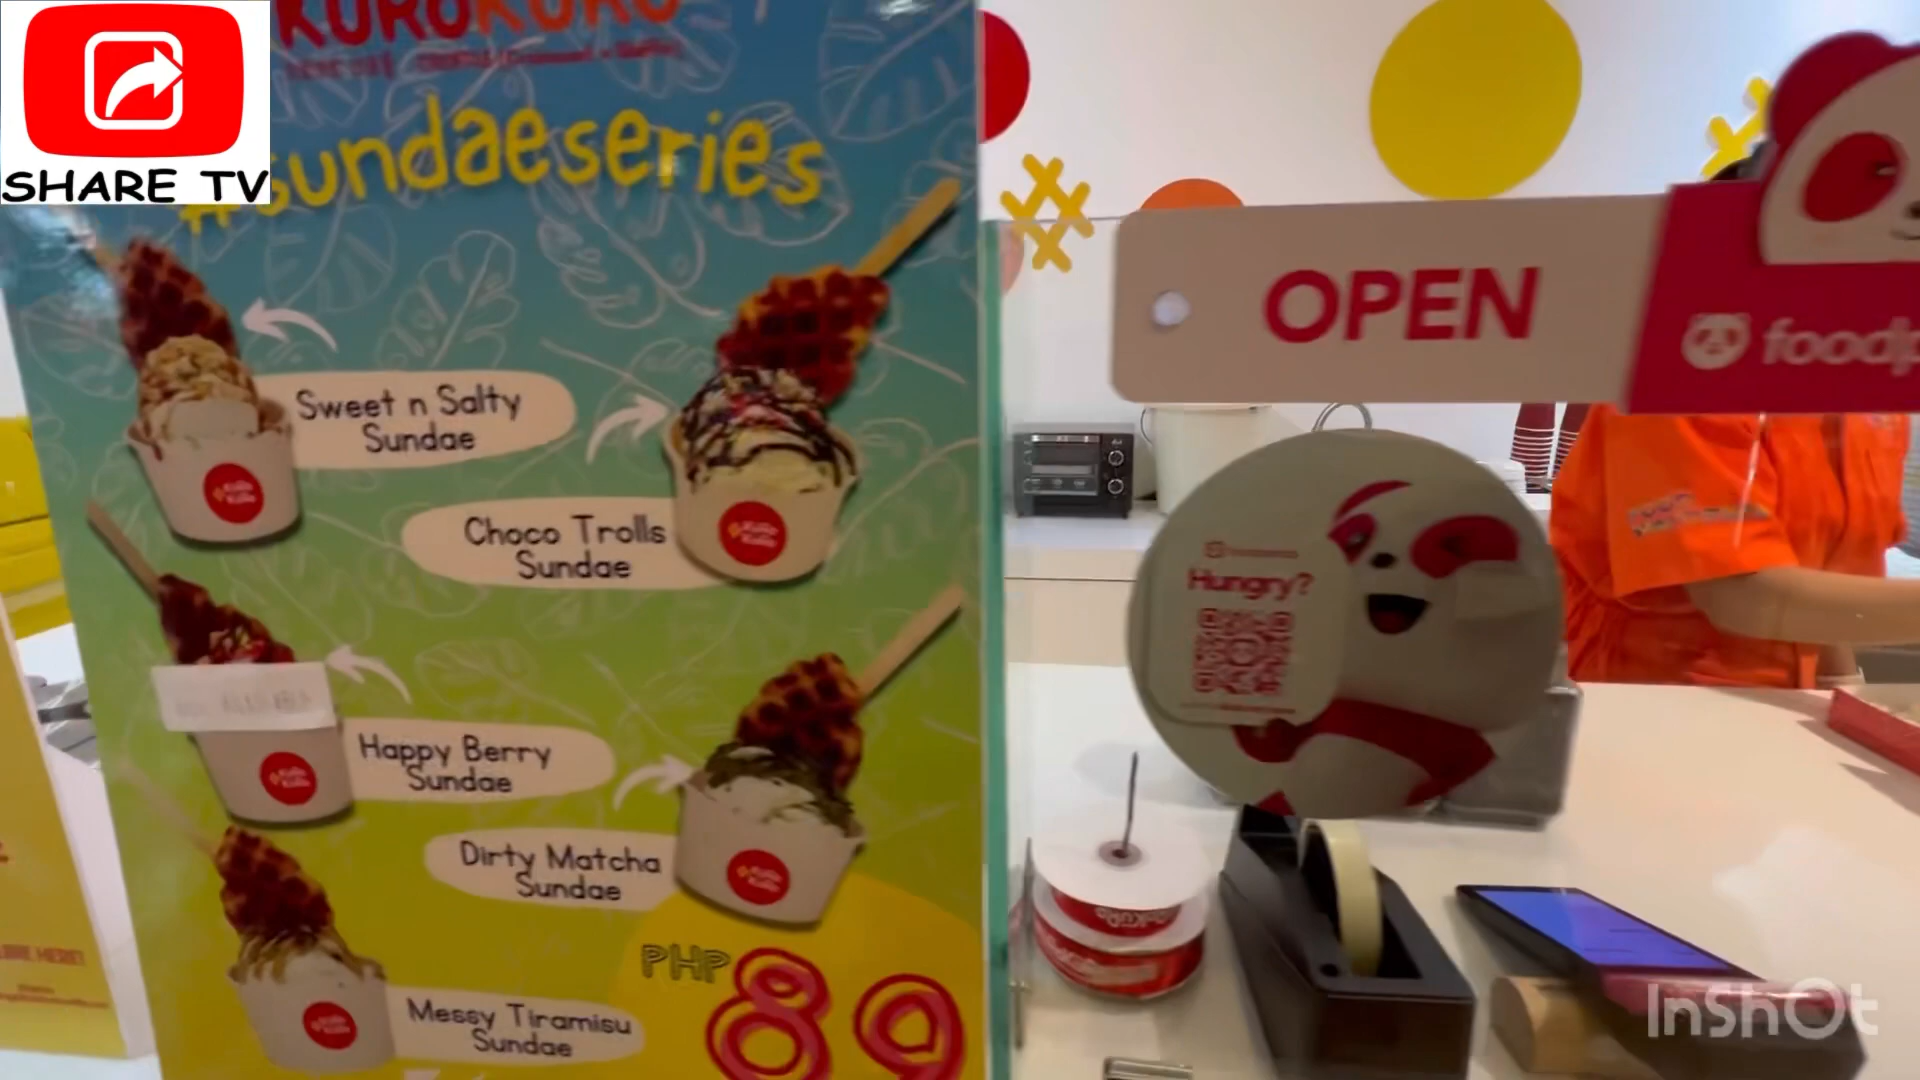 SHARE TV
KUROKURO
#sundaeseries
Sweet n Salty
Sundae
Choco Trolls
Sundae
Happy Berry
Sundae
Dirty Matcha
Sundae
Messy Tiramisu
Sundae
PHP 89
OPEN
foodp
Hungry?
InShOt